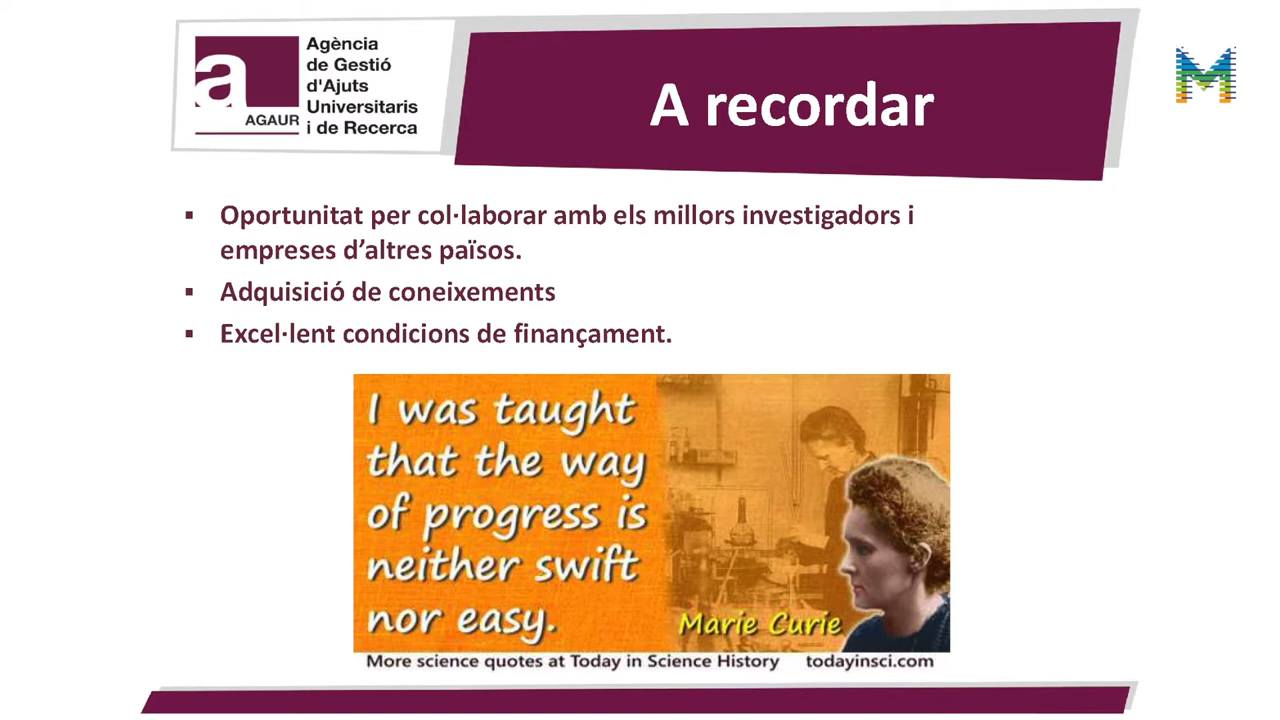 Agència
de Gestió
d'Ajuts
Universitaris
i de Recerca
a
AGAUR
A recordar
M
▪ Oportunitat per col·laborar amb els millors investigadors i
empreses d’altres països.
▪ Adquisició de coneixements
▪ Excel·lent condicions de finançament.
I was taught
that the way
of progress is
neither swift
nor easy.
Marie Curie
More science quotes at Today in Science History todayinsci.com